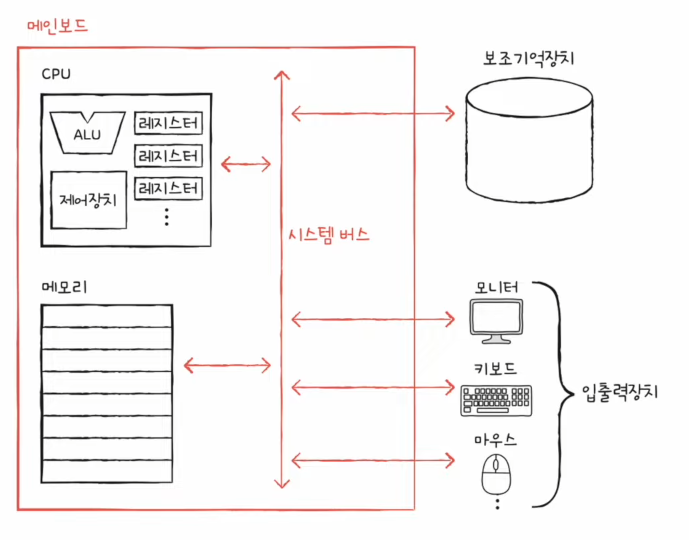 메인보드
CPU
ALU
레지스터
레지스터
레지스터
제어장치
시스템 버스
메모리
보조기억장치
모니터
키보드
마우스
입출력장치